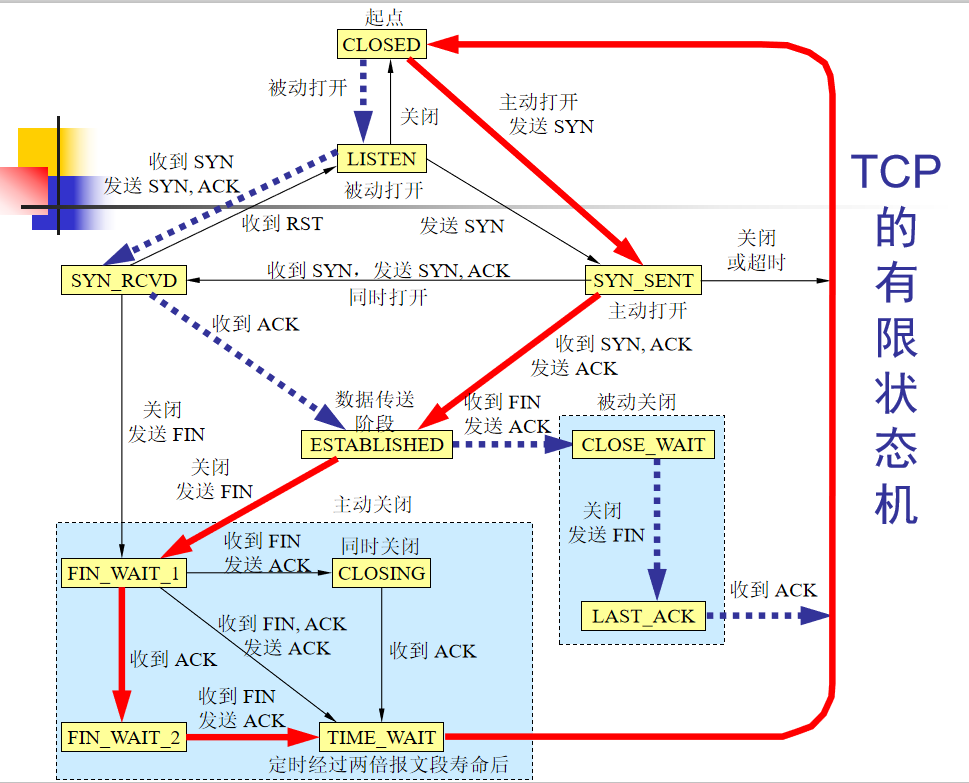 起点
CLOSED
被动打开
关闭
主动打开
发送 SYN
LISTEN
被动打开
收到 SYN
发送 SYN, ACK
收到 RST
发送 SYN
关闭
或超时
SYN_RCVD
收到 SYN，发送 SYN, ACK
同时打开
SYN_SENT
主动打开
收到 ACK
收到 SYN, ACK
发送 ACK
数据传送
阶段
ESTABLISHED
收到 FIN
发送 ACK
被动关闭
CLOSE_WAIT
关闭
发送 FIN
关闭
发送 FIN
关闭
发送 FIN
LAST_ACK
收到 ACK
主动关闭
FIN_WAIT_1
收到 FIN
发送 ACK
同时关闭
CLOSING
收到 FIN, ACK
发送 ACK
收到 ACK
收到 ACK
收到 FIN
发送 ACK
FIN_WAIT_2
TIME_WAIT
定时经过两倍报文段寿命后
TCP
的
有
限
状
态
机